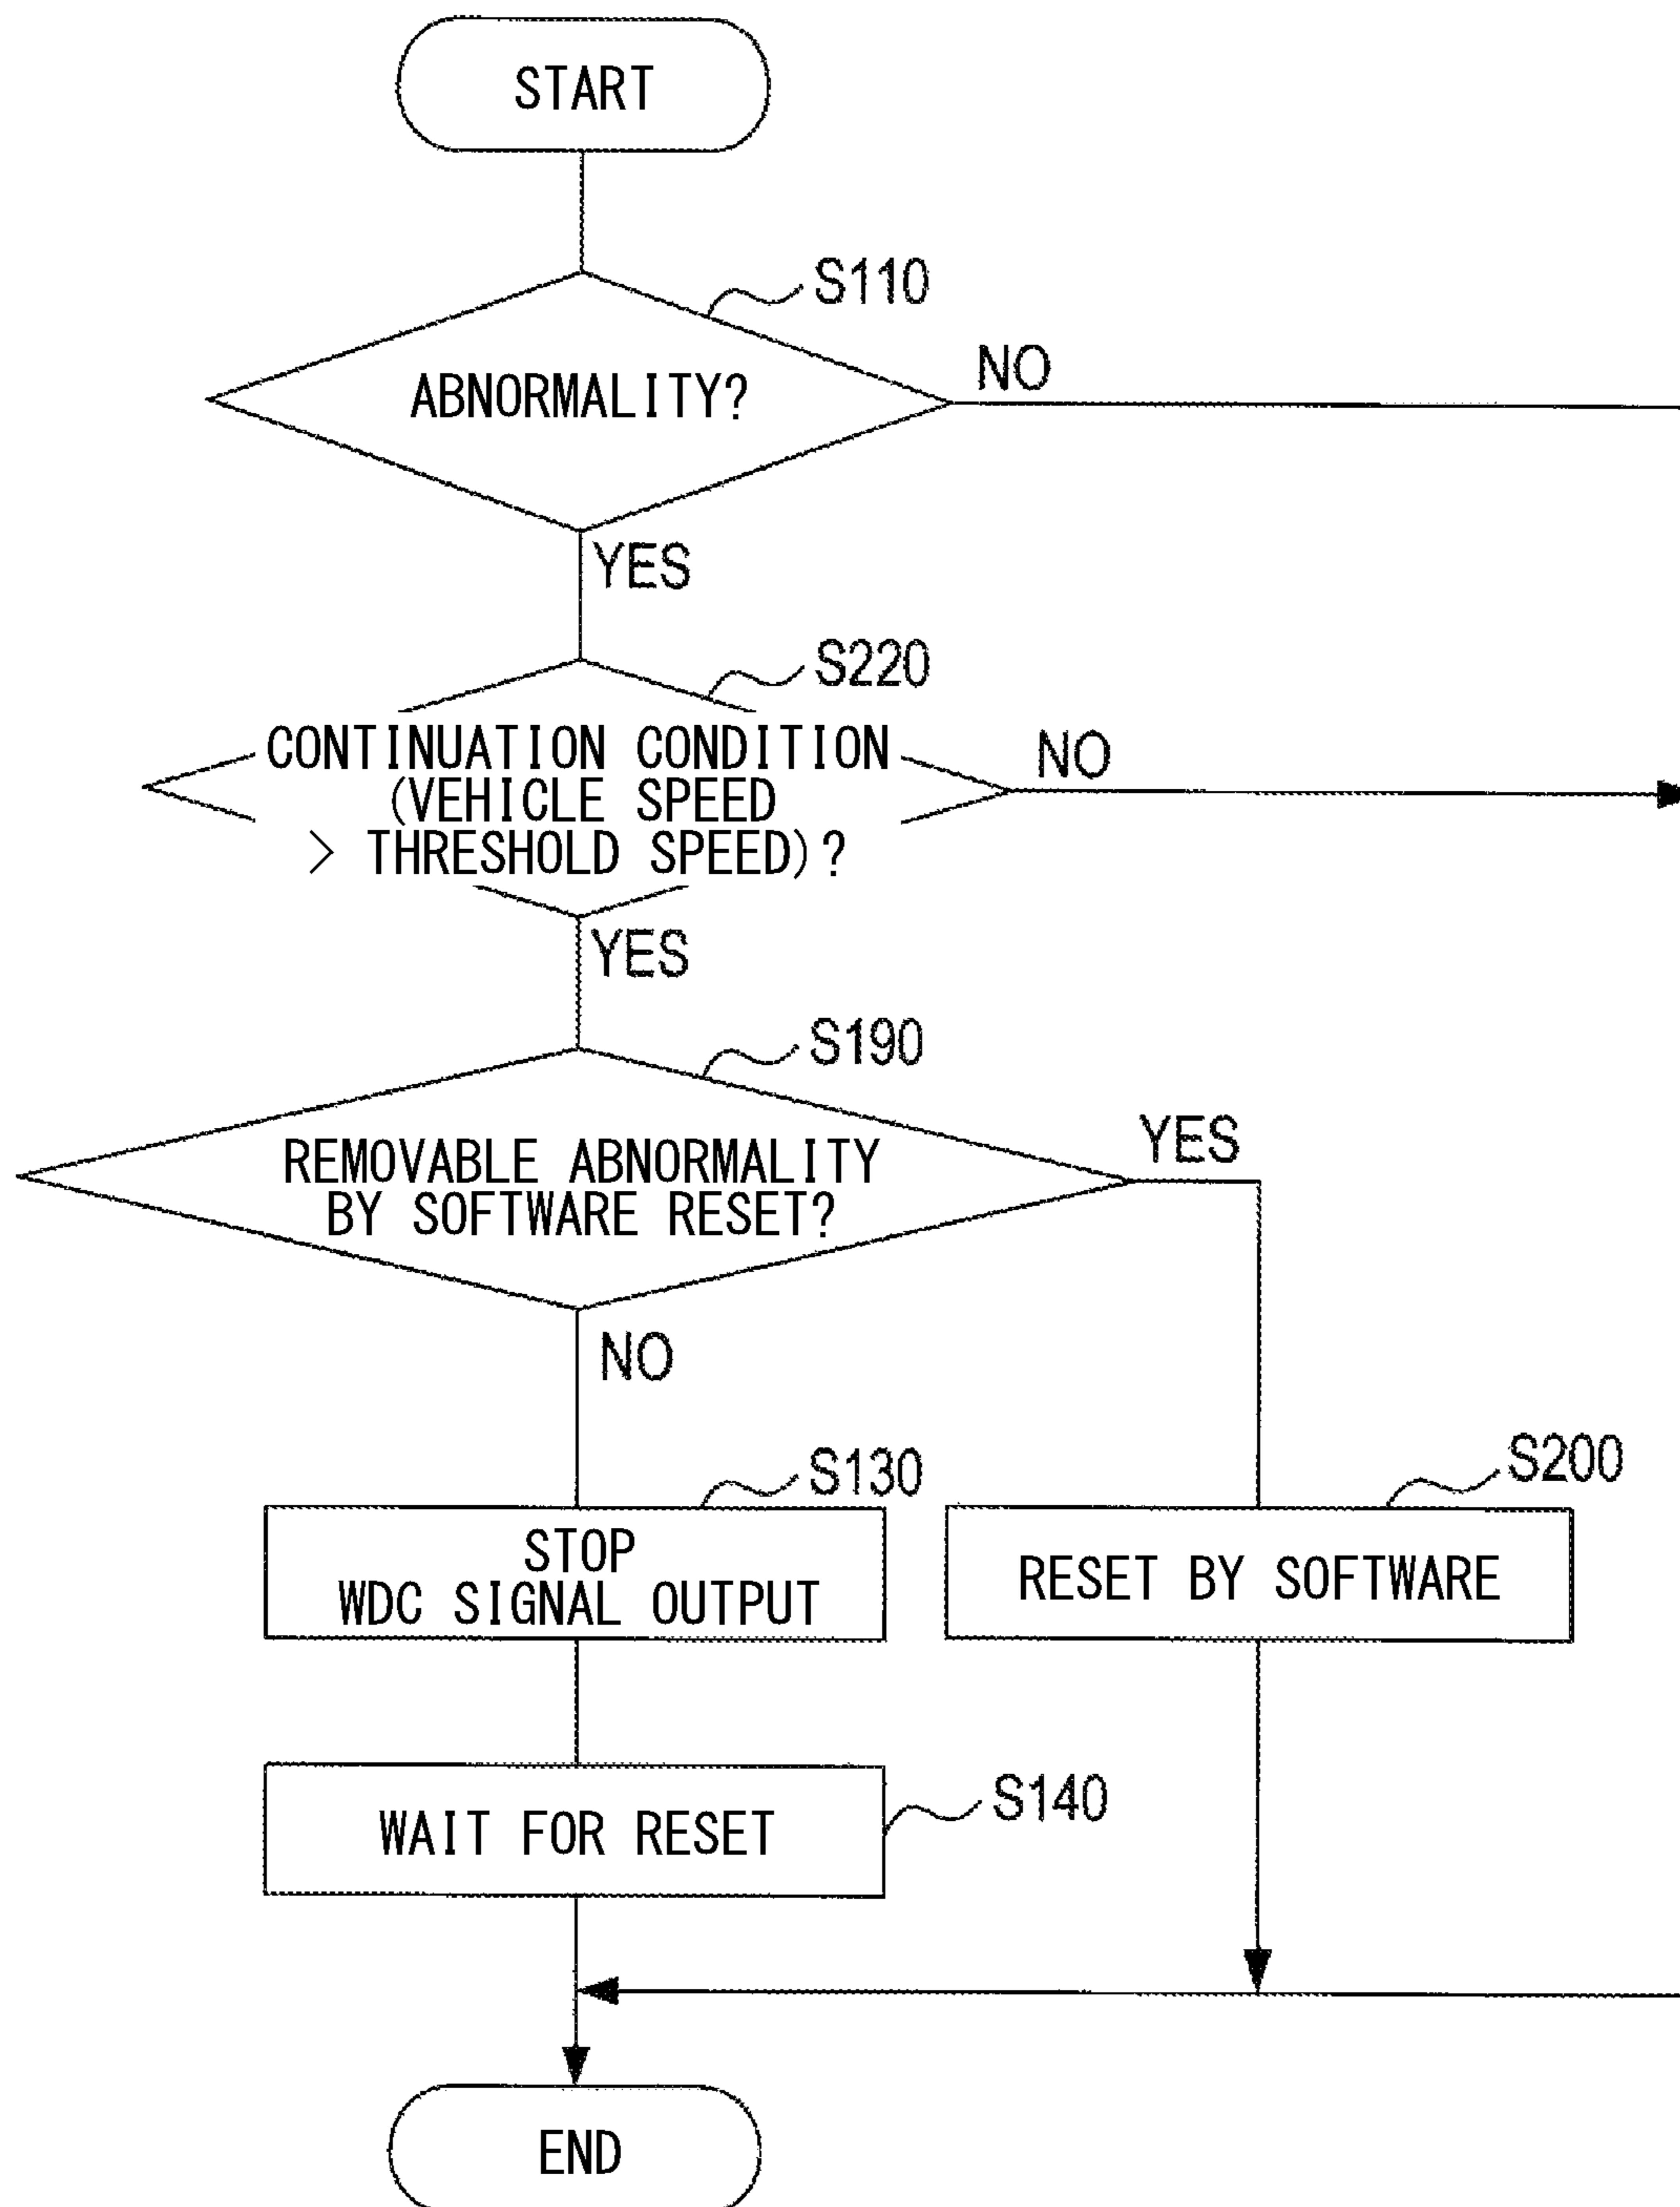 START
S110
ABNORMALITY?
NO
YES
S220
CONTINUATION CONDITION
(VEHICLE SPEED
> THRESHOLD SPEED)?
NO
YES
S190
REMOVABLE ABNORMALITY
BY SOFTWARE RESET?
YES
NO
S130
STOP
WDC SIGNAL OUTPUT
S200
RESET BY SOFTWARE
S140
WAIT FOR RESET
END